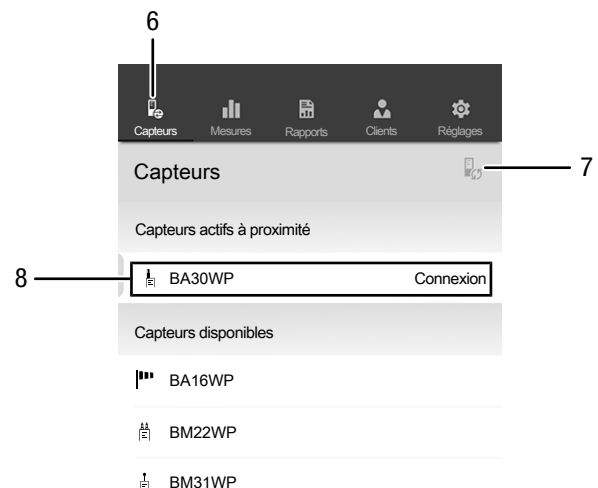 6
Capteurs Mesures Rapports Clients Réglages
Capteurs
7
Capteurs actifs à proximité
8
BA30WP Connexion
Capteurs disponibles
BA16WP
BM22WP
BM31WP